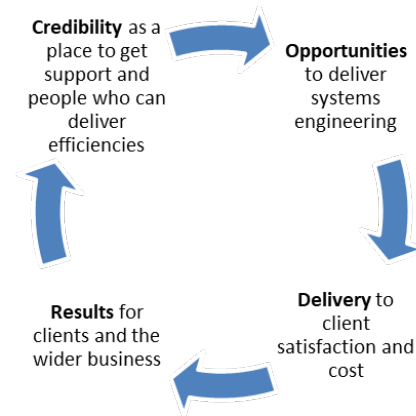 Credibility as a
place to get
support and
people who can
deliver
efficiencies
Opportunities
to deliver
systems
engineering
Delivery to
client
satisfaction and
cost
Results for
clients and the
wider business